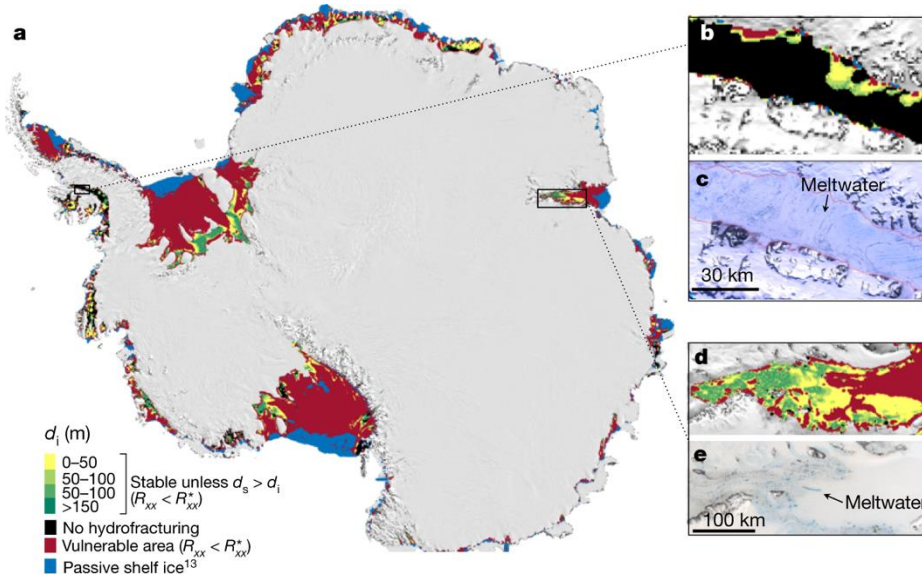 a
d_i (m)
0–50
50–100
50–100
>150
Stable unless d_s > d_i
(R_xx < R*_xx)
No hydrofracturing
Vulnerable area (R_xx < R*_xx)
Passive shelf ice¹³
b
c
Meltwater
30 km
d
e
Meltwater
100 km